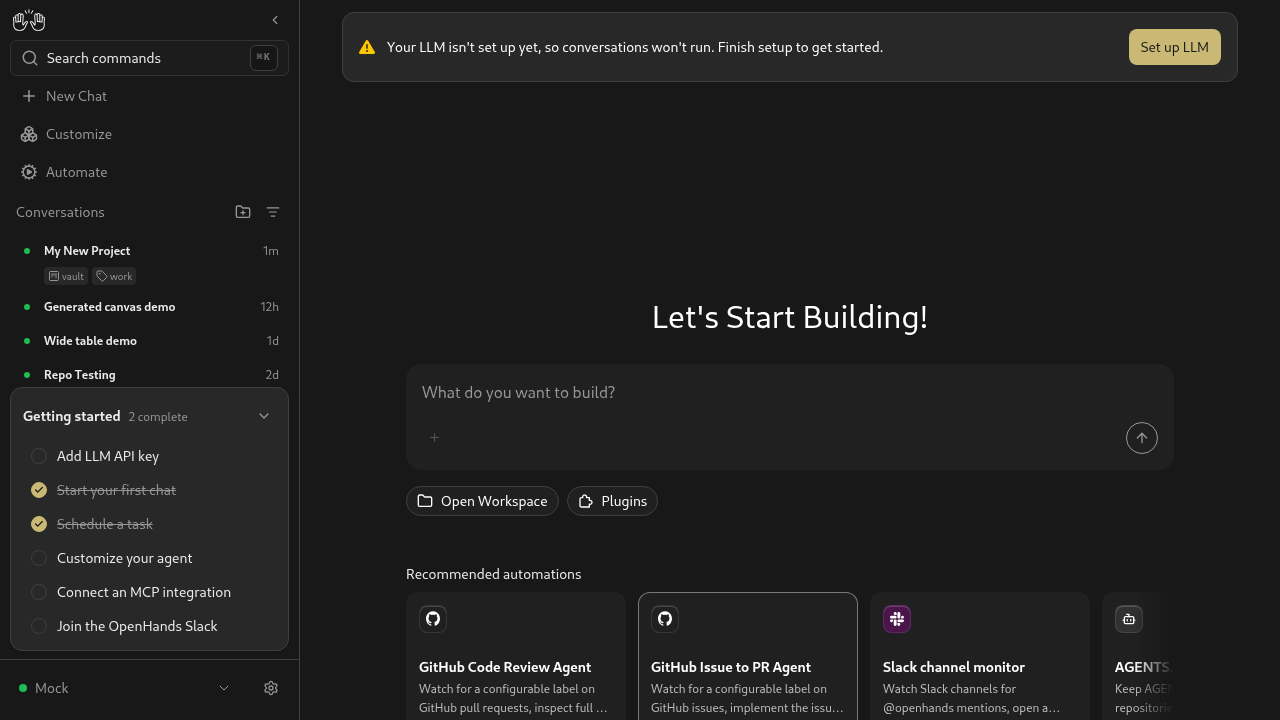 Search commands
⌘K
New Chat
Customize
Automate
Conversations
My New Project
1m
vault
work
Generated canvas demo
12h
Wide table demo
1d
Repo Testing
2d
Getting started
2 complete
Add LLM API key
Start your first chat
Schedule a task
Customize your agent
Connect an MCP integration
Join the OpenHands Slack
Mock
Your LLM isn't set up yet, so conversations won't run. Finish setup to get started.
Set up LLM
Let's Start Building!
What do you want to build?
Open Workspace
Plugins
Recommended automations
GitHub Code Review Agent
Watch for a configurable label on
GitHub pull requests, inspect full ...
GitHub Issue to PR Agent
Watch for a configurable label on
GitHub issues, implement the issu...
Slack channel monitor
Watch Slack channels for
@openhands mentions, open a...
AGENTS.
Keep AGEN
repositorie